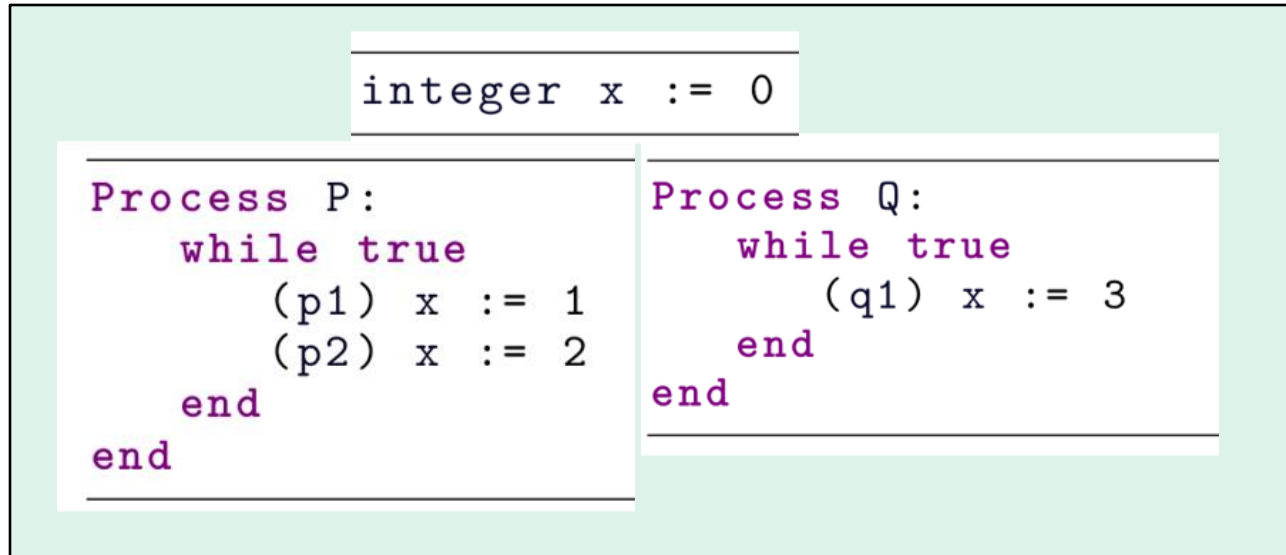 integer x := 0
Process P:
while true
(p1) x := 1
(p2) x := 2
end
end
Process Q:
while true
(q1) x := 3
end
end